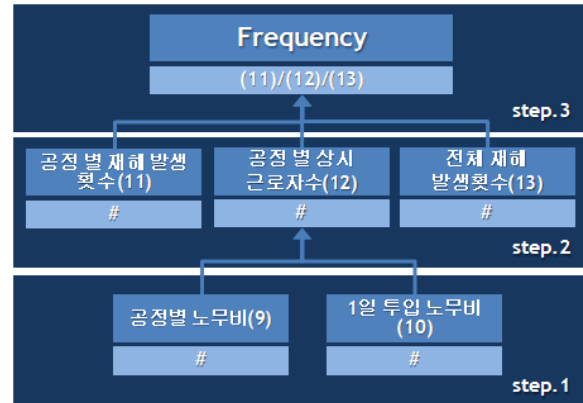 Frequency
(11)/(12)/(13)
step.3
공정 별 재해 발생
횟수(11)
#
공정 별 상시
근로자수(12)
#
전체 재해
발생횟수(13)
#
step.2
공정별 노무비(9)
#
1일 투입 노무비
(10)
#
step.1